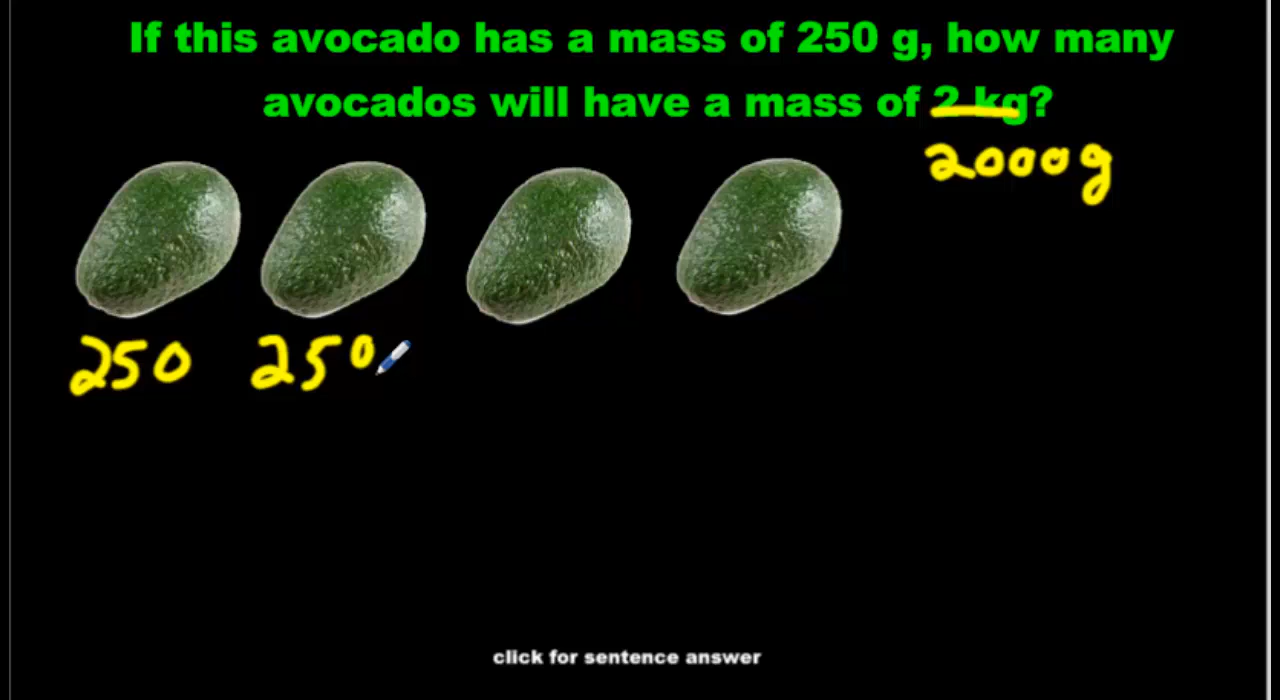 If this avocado has a mass of 250 g, how many
avocados will have a mass of 2 kg?
2000g
250 250
click for sentence answer